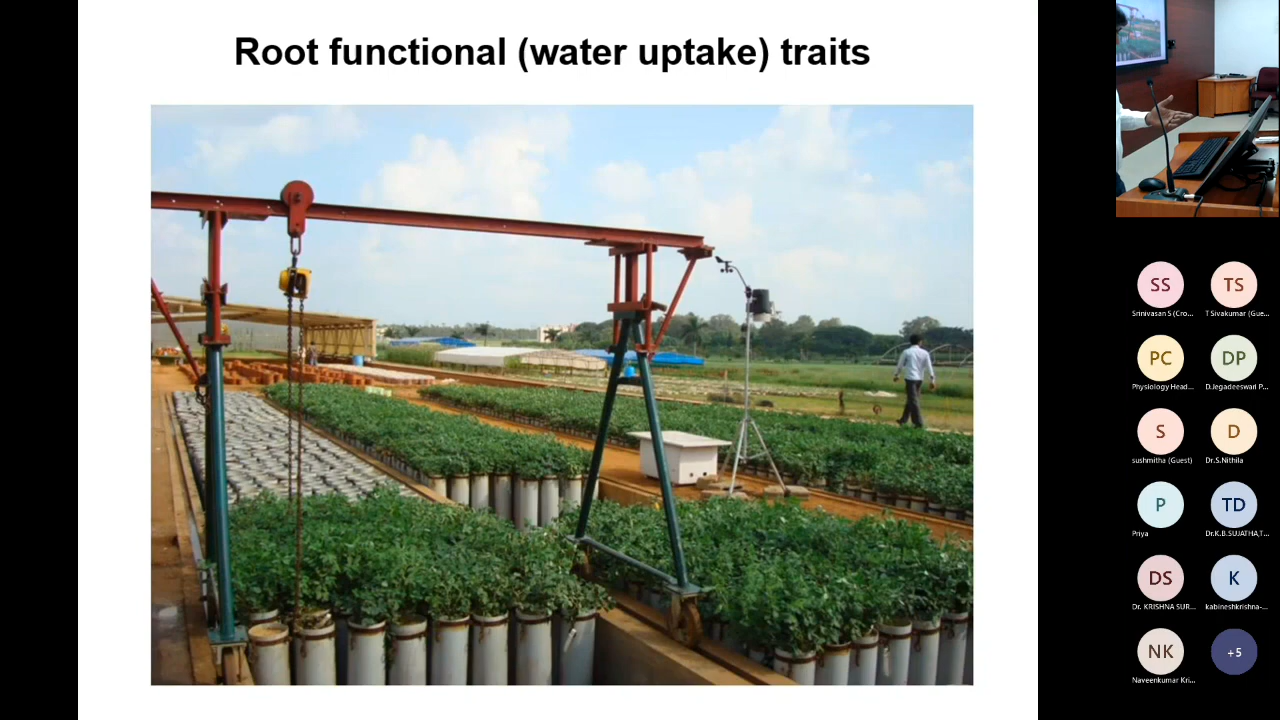 Root functional (water uptake) traits
SS
TS
Srinivasan S (Cro...
T Sivakumar (Gue...
PC
DP
Physiology Head...
D.Jegadeeswari P...
S
D
sushmitha (Guest)
Dr.S.Nithila
P
TD
Priya
Dr.K.B.SUJATHA,T...
DS
K
Dr. KRISHNA SUR...
kabineshkrishna-...
NK
+5
Naveenkumar Kri...